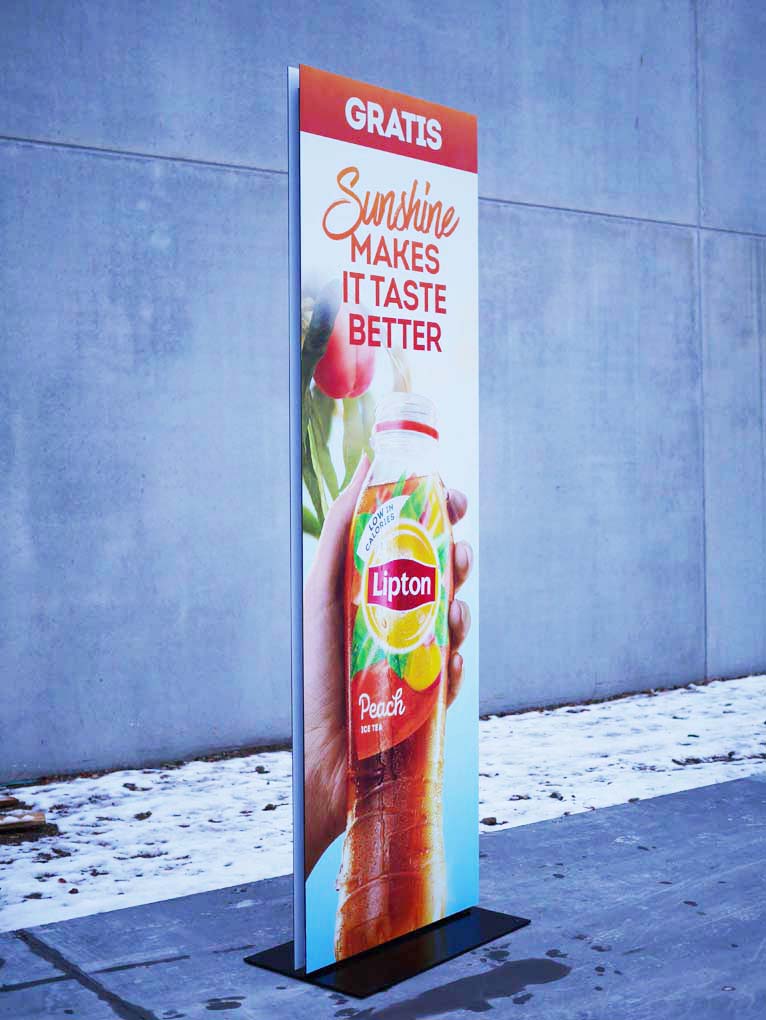 GRATIS
Sunshine
MAKES
IT TASTE
BETTER
LOW IN
CALORIES
Lipton
Peach
ICE TEA